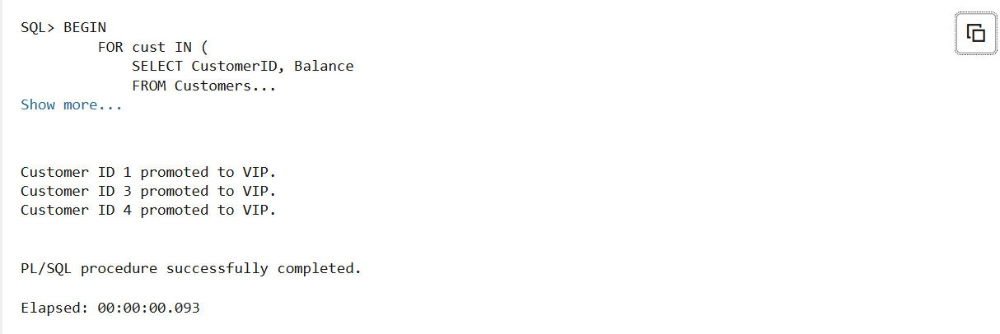 SQL> BEGIN
FOR cust IN (
SELECT CustomerID, Balance
FROM Customers...
Show more...
Customer ID 1 promoted to VIP.
Customer ID 3 promoted to VIP.
Customer ID 4 promoted to VIP.
PL/SQL procedure successfully completed.
Elapsed: 00:00:00.093